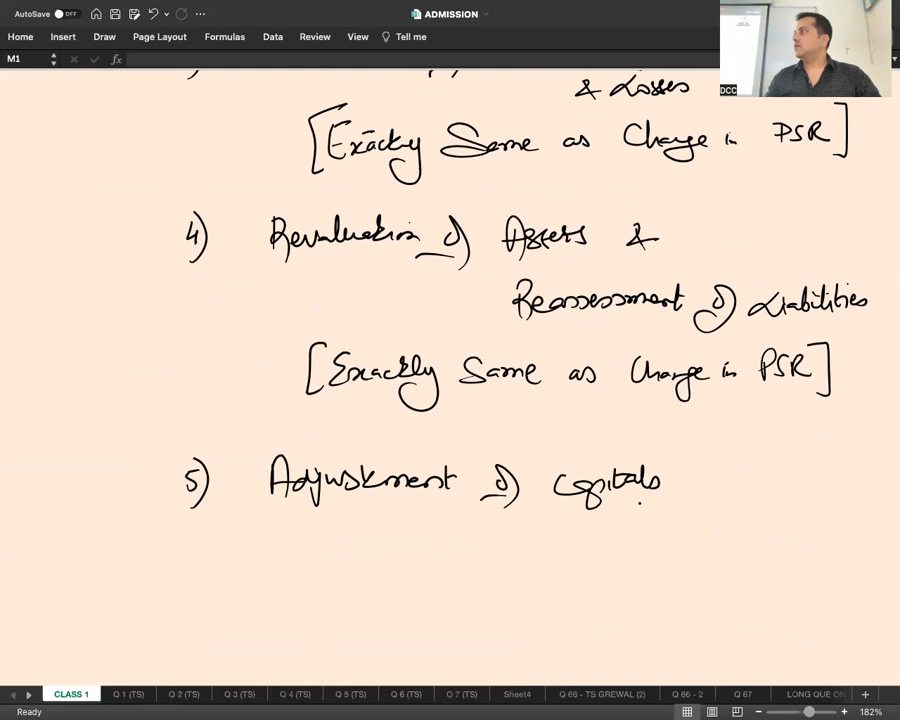 AutoSave OFF ADMISSION
Home Insert Draw Page Layout Formulas Data Review View Tell me
M1 fx
DCC
& Losses
[Exactly Same as Change in PSR]
4) Revaluation of Assets &
Reassessment of Liabilities
[Exactly Same as Change in PSR]
5) Adjustment of Capitals
CLASS 1 Q 1 (TS) Q 2 (TS) Q 3 (TS) Q 4 (TS) Q 5 (TS) Q 6 (TS) Q 7 (TS) Sheet4 Q 66 - TS GREWAL (2) Q 66 - 2 Q 67 LONG QUE ON
Ready 182%